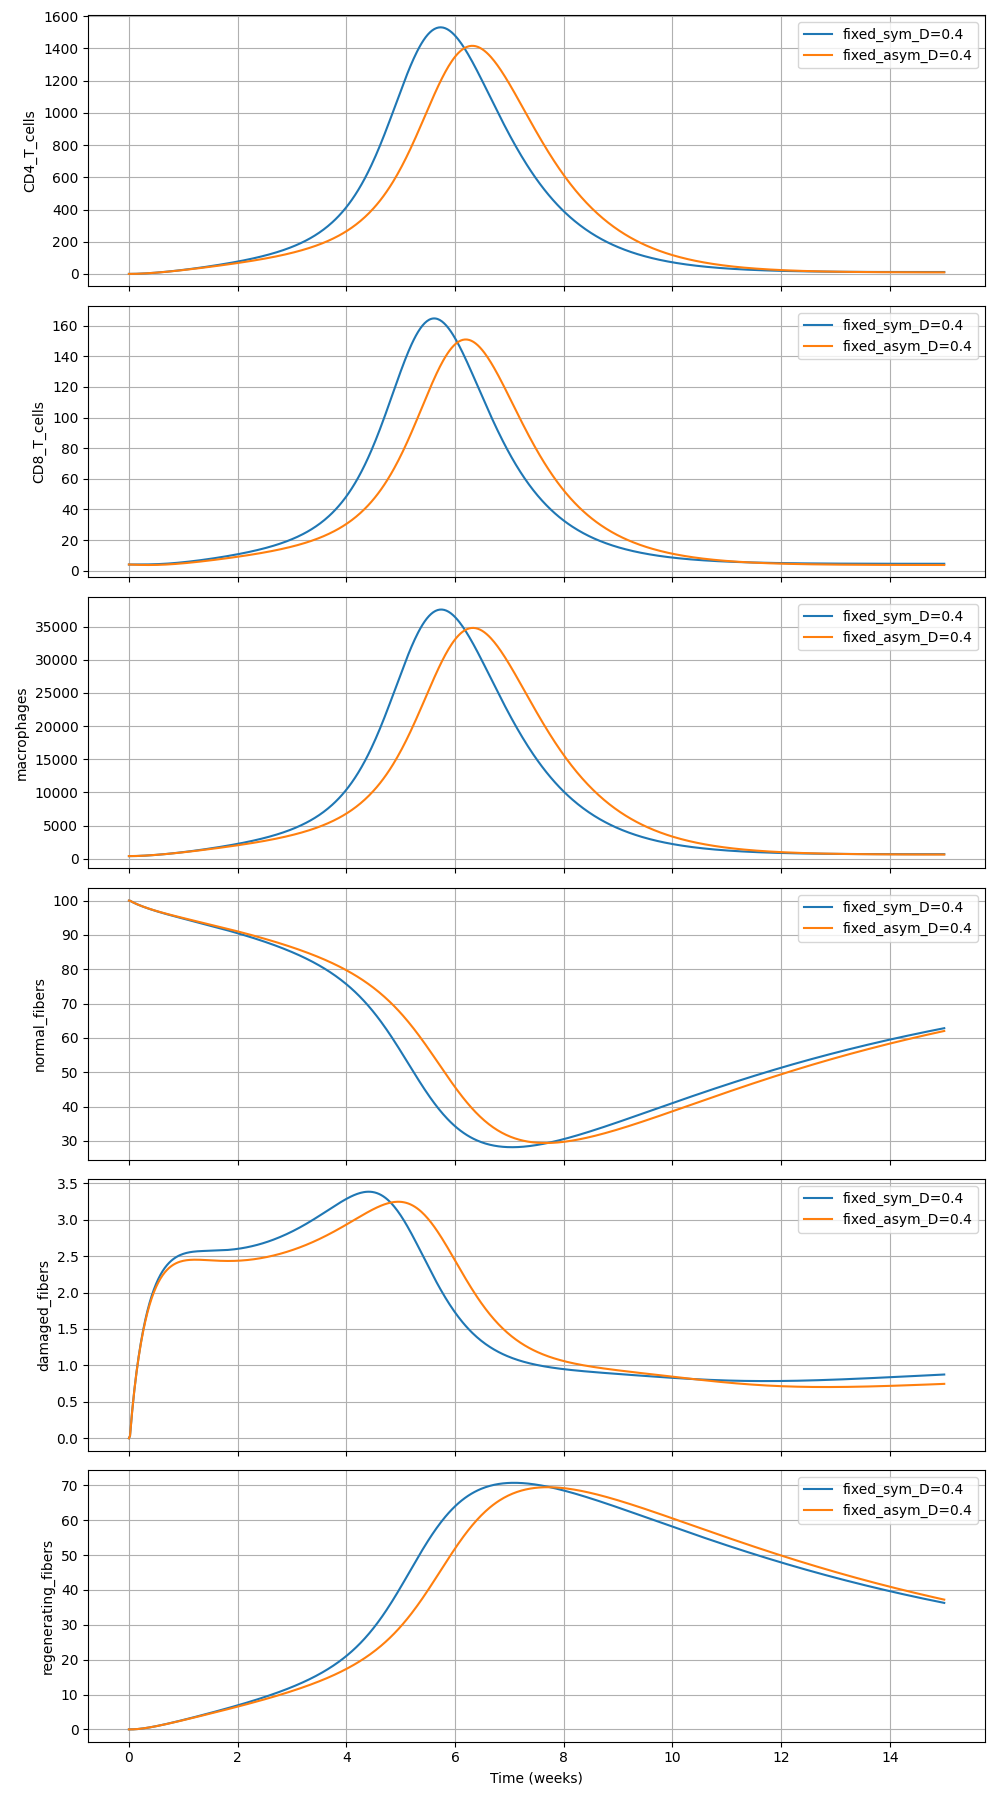 1600
1400
1200
1000
800
600
400
200
0
CD4_T_cells
fixed_sym_D=0.4
fixed_asym_D=0.4
160
140
120
100
80
60
40
20
0
CD8_T_cells
fixed_sym_D=0.4
fixed_asym_D=0.4
35000
30000
25000
20000
15000
10000
5000
0
macrophages
fixed_sym_D=0.4
fixed_asym_D=0.4
100
90
80
70
60
50
40
30
normal_fibers
fixed_sym_D=0.4
fixed_asym_D=0.4
3.5
3.0
2.5
2.0
1.5
1.0
0.5
0.0
damaged_fibers
fixed_sym_D=0.4
fixed_asym_D=0.4
70
60
50
40
30
20
10
0
regenerating_fibers
fixed_sym_D=0.4
fixed_asym_D=0.4
0 2 4 6 8 10 12 14
Time (weeks)